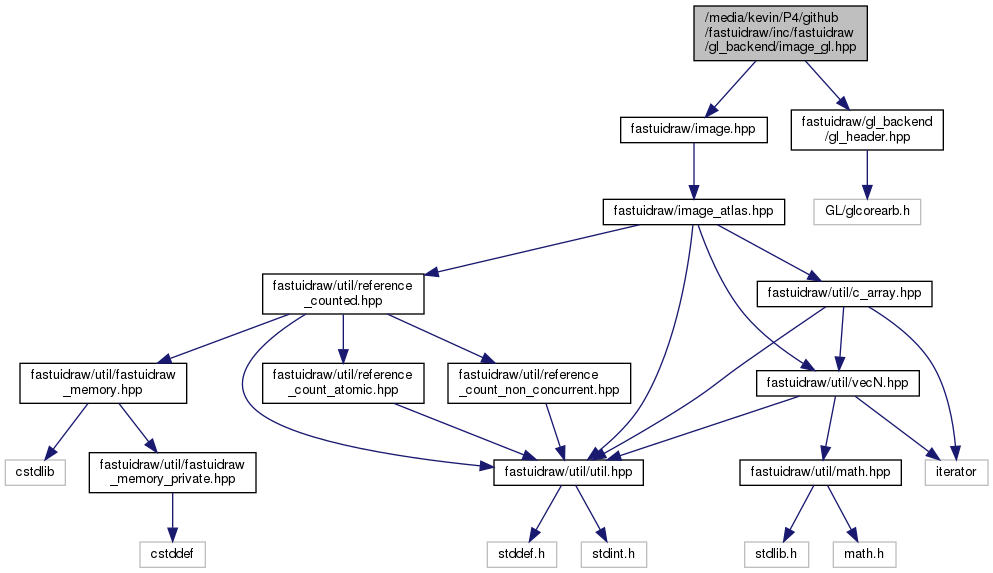 /media/kevin/P4/github
/fastuidraw/inc/fastuidraw
/gl_backend/image_gl.hpp
fastuidraw/image.hpp
fastuidraw/gl_backend
/gl_header.hpp
fastuidraw/image_atlas.hpp
GL/glcorearb.h
fastuidraw/util/reference
_counted.hpp
fastuidraw/util/c_array.hpp
fastuidraw/util/fastuidraw
_memory.hpp
fastuidraw/util/reference
_count_atomic.hpp
fastuidraw/util/reference
_count_non_concurrent.hpp
fastuidraw/util/vecN.hpp
cstdlib
fastuidraw/util/fastuidraw
_memory_private.hpp
fastuidraw/util/util.hpp
fastuidraw/util/math.hpp
iterator
cstddef
stddef.h
stdint.h
stdlib.h
math.h